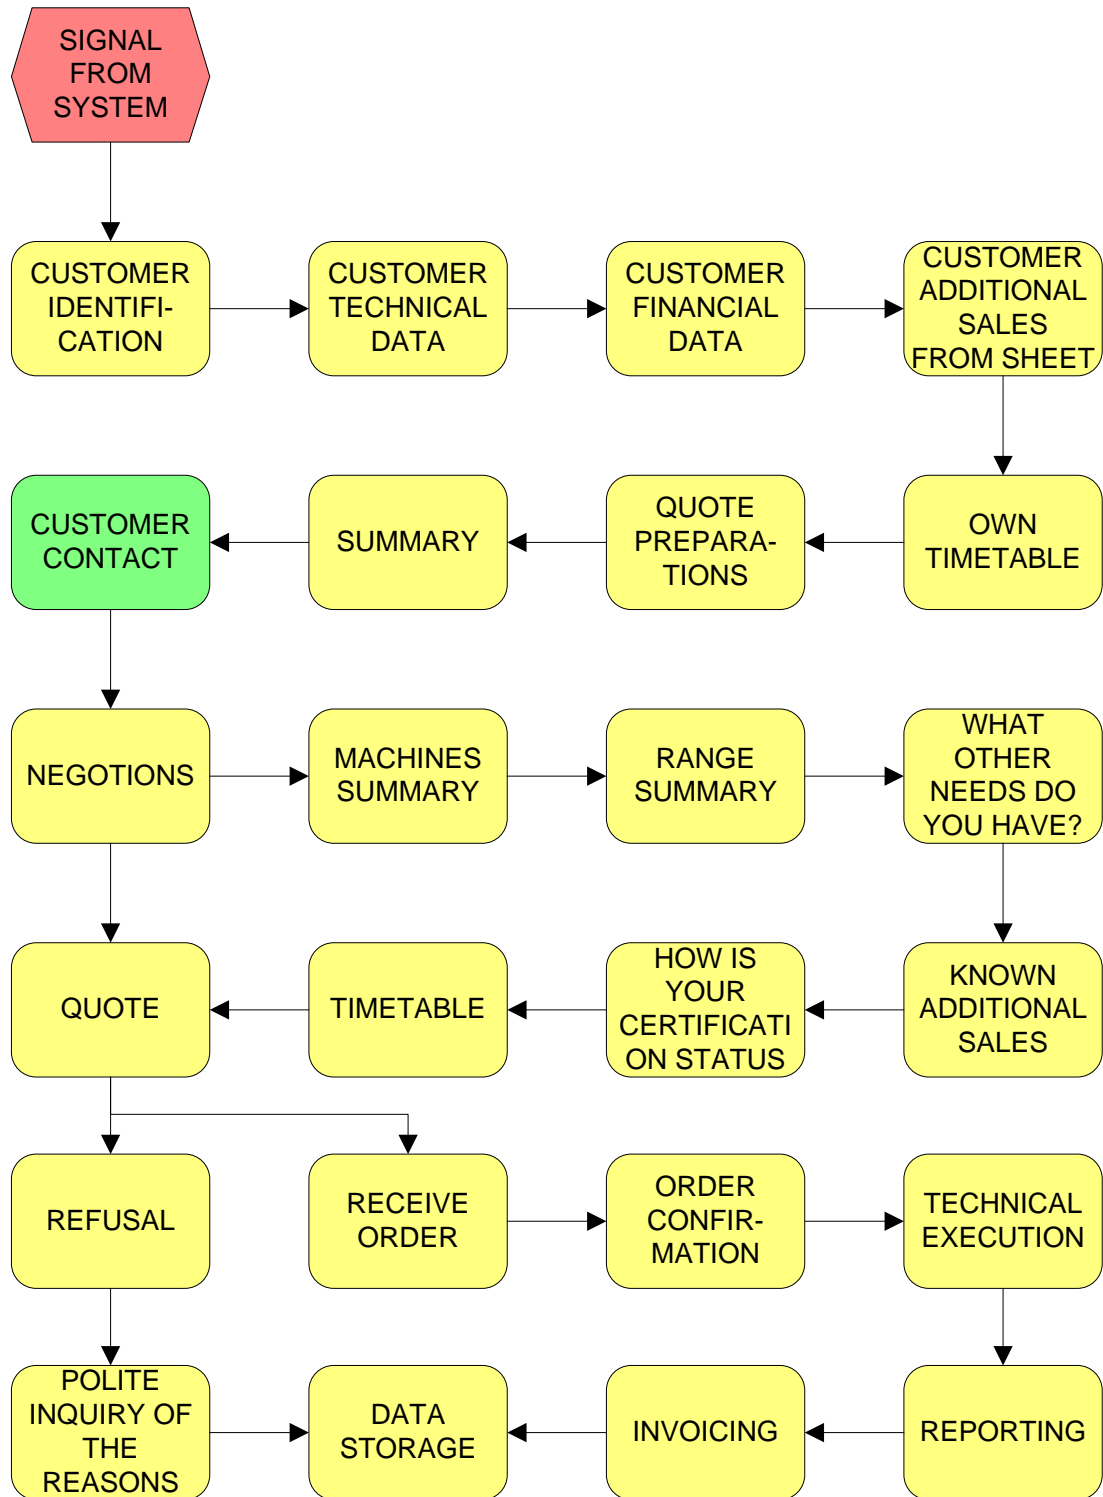 SIGNAL
FROM
SYSTEM
CUSTOMER
IDENTIFI-
CATION
CUSTOMER
TECHNICAL
DATA
CUSTOMER
FINANCIAL
DATA
CUSTOMER
ADDITIONAL
SALES
FROM SHEET
CUSTOMER
CONTACT
SUMMARY
QUOTE
PREPARA-
TIONS
OWN
TIMETABLE
NEGOTIONS
MACHINES
SUMMARY
RANGE
SUMMARY
WHAT
OTHER
NEEDS DO
YOU HAVE?
QUOTE
TIMETABLE
HOW IS
YOUR
CERTIFICATI
ON STATUS
KNOWN
ADDITIONAL
SALES
REFUSAL
RECEIVE
ORDER
ORDER
CONFIR-
MATION
TECHNICAL
EXECUTION
POLITE
INQUIRY OF
THE
REASONS
DATA
STORAGE
INVOICING
REPORTING